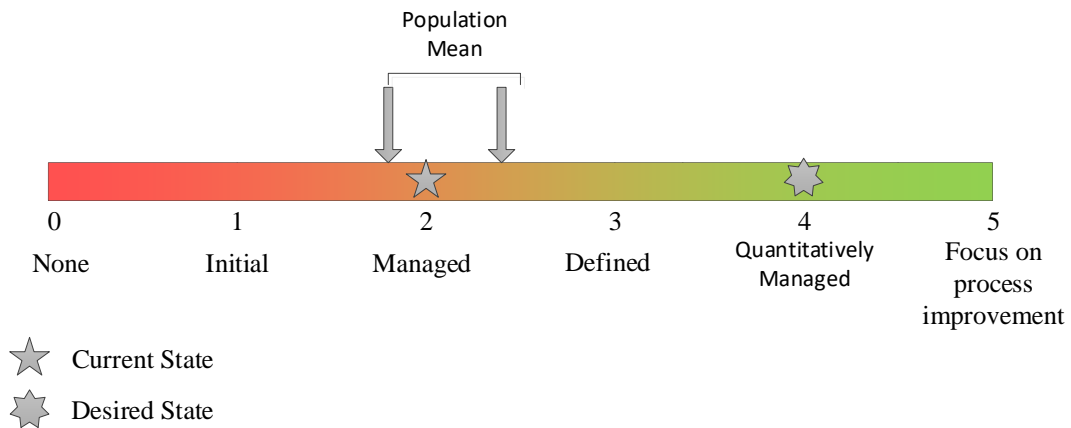 Population
Mean
0
1
2
3
4
5
None
Initial
Managed
Defined
Quantitatively
Managed
Focus on
process
improvement
Current State
Desired State